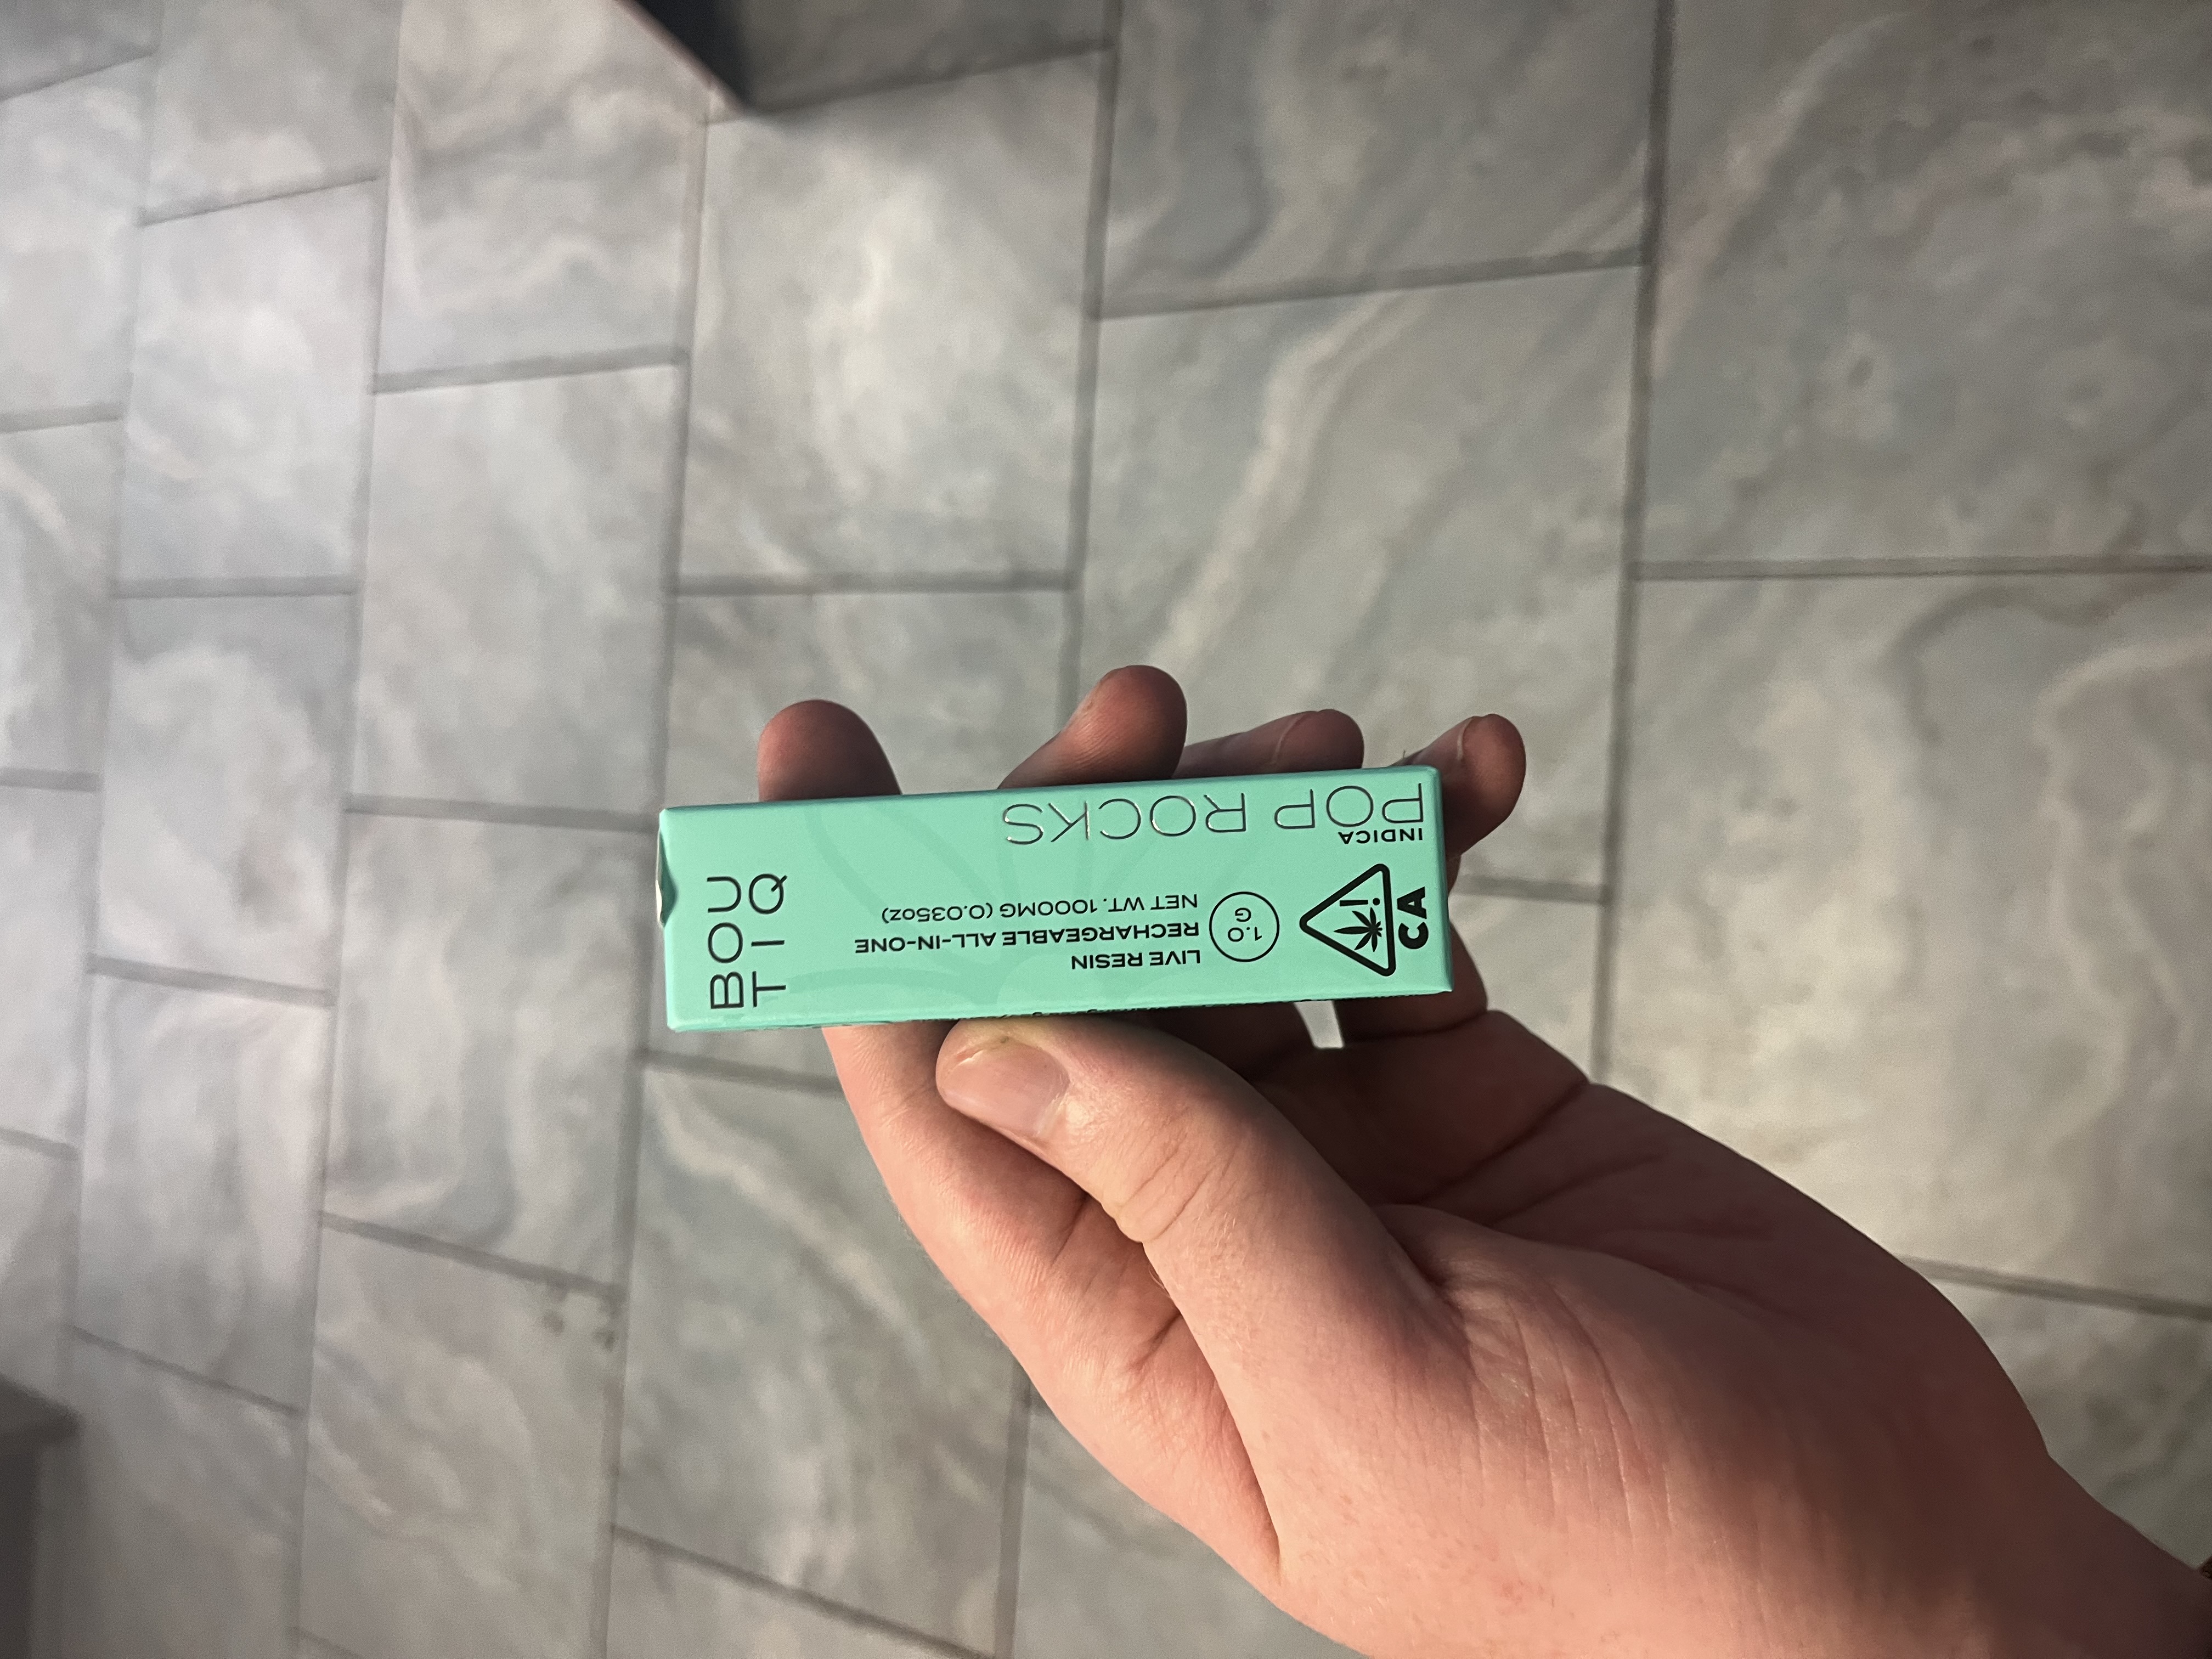 BOU
TIQ
POP ROCKS
INDICA
LIVE RESIN
RECHARGEABLE ALL-IN-ONE
NET WT. 1000MG (0.035oz)
1.0
G
!
CA